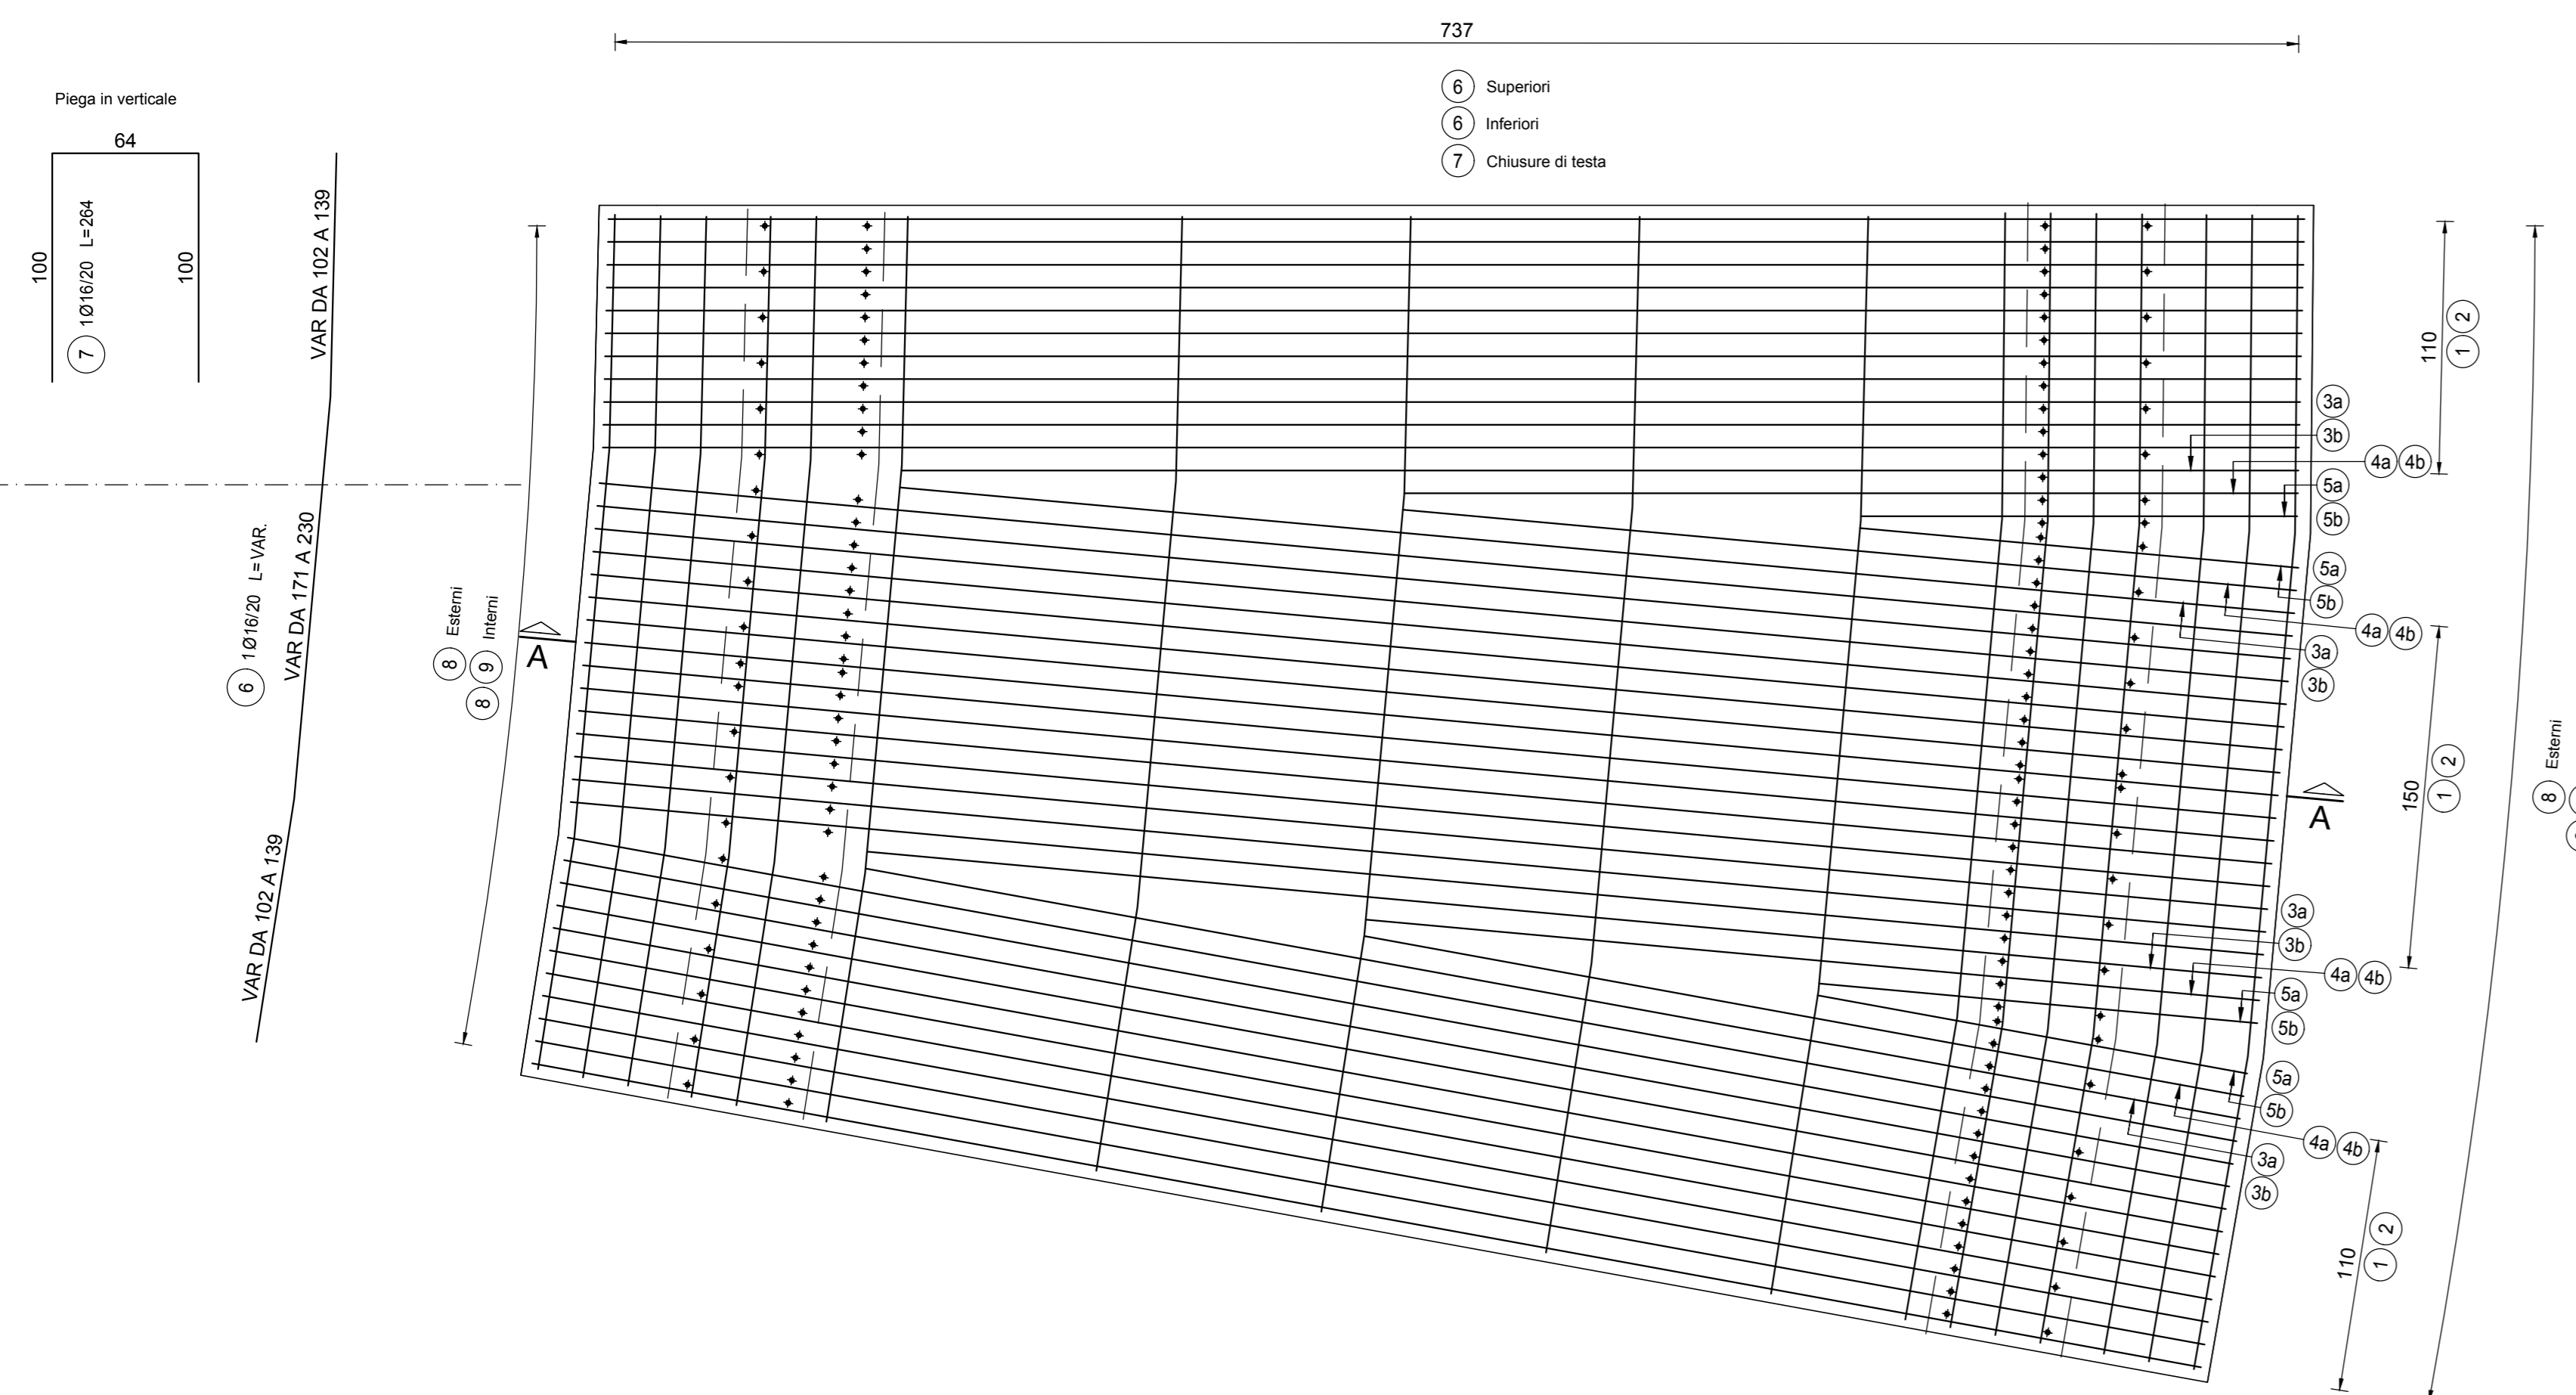 737
6 Superiori
6 Inferiori
7 Chiusure di testa
Piega in verticale
64
100
7 1Ø16/20 L=264
100
VAR DA 102 A 139
VAR DA 171 A 230
VAR DA 102 A 139
6 1Ø16/20 L=VAR.
8 Esterni
8 9 Interni
A
A
3a
3b
4a 4b
5a
5b
5a
5b
4a 4b
3a
3b
3a
3b
4a 4b
5a
5b
5a
5b
4a 4b
3a
3b
110
1 2
150
1 2
110
1 2
8 Esterni